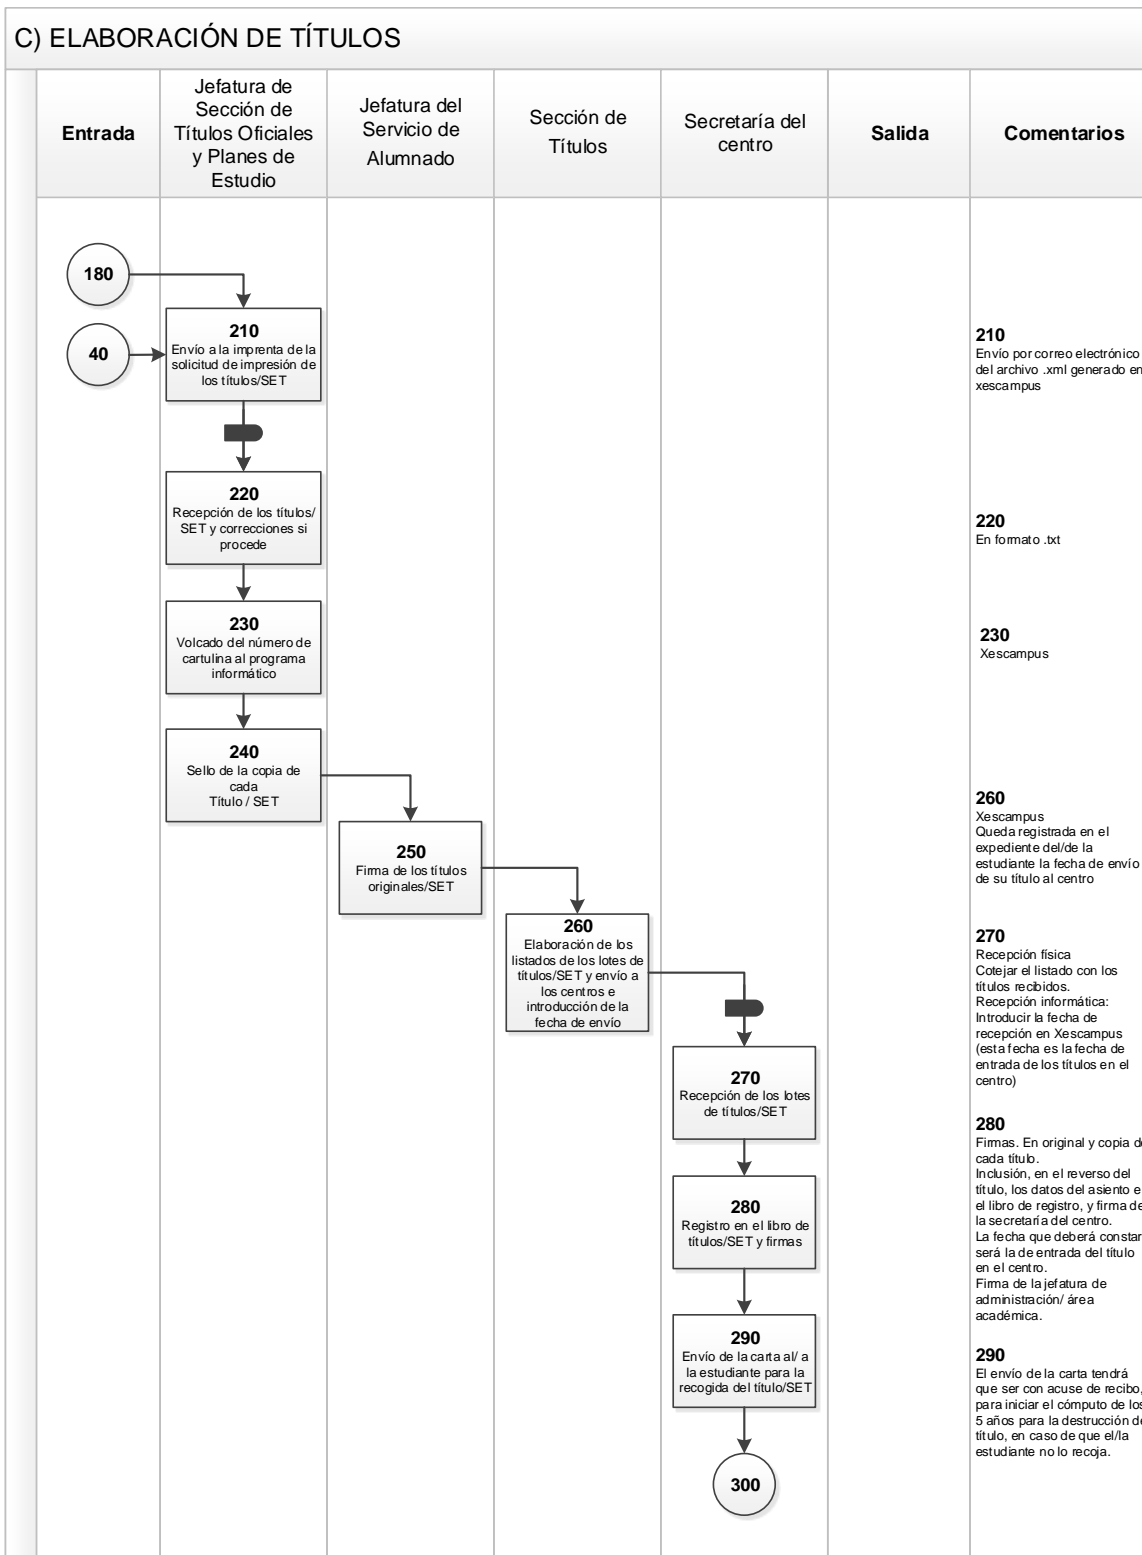 C) ELABORACIÓN DE TÍTULOS
Entrada
Jefatura de
Sección de
Títulos Oficiales
y Planes de
Estudio
Jefatura del
Servicio de
Alumnado
Sección de
Títulos
Secretaría del
centro
Salida
Comentarios
180
40
210
Envío a la imprenta de la
solicitud de impresión de
los títulos/SET
220
Recepción de los títulos/
SET y correcciones si
procede
230
Volcado del número de
cartulina al programa
informático
240
Sello de la copia de
cada
Título / SET
250
Firma de los títulos
originales/SET
260
Elaboración de los
listados de los lotes de
títulos/SET y envío a
los centros e
introducción de la
fecha de envío
270
Recepción de los lotes
de títulos/SET
280
Registro en el libro de
títulos/SET y firmas
290
Envío de la carta al/ a
la estudiante para la
recogida del título/SET
300
210
Envío por correo electrónico
del archivo .xml generado en
xescampus
220
En formato .txt
230
Xescampus
260
Xescampus
Queda registrada en el
expediente del/de la
estudiante la fecha de envío
de su título al centro
270
Recepción física
Cotejar el listado con los
títulos recibidos.
Recepción informática:
Introducir la fecha de
recepción en Xescampus
(esta fecha es la fecha de
entrada de los títulos en el
centro)
280
Firmas. En original y copia de
cada título.
Inclusión, en el reverso del
título, los datos del asiento e
el libro de registro, y firma de
la secretaría del centro.
La fecha que deberá constar
será la de entrada del título
en el centro.
Firma de la jefatura de
administración/ área
académica.
290
El envío de la carta tendrá
que ser con acuse de recibo,
para iniciar el cómputo de los
5 años para la destrucción de
título, en caso de que el/la
estudiante no lo recoja.